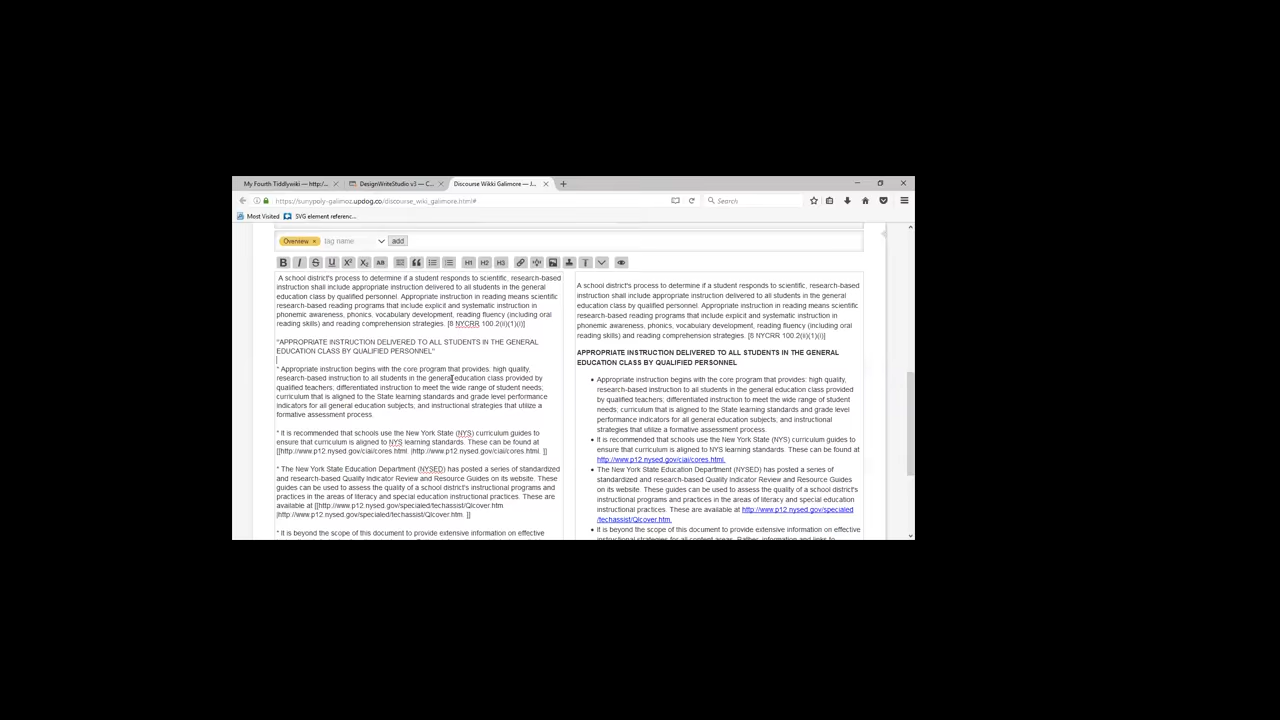 My Fourth Tiddlywiki — http:/...
DesignWriteStudio v3 — C...
Discourse Wikki Galimore — J...
https://sunypoly-galimoz.updog.co/discourse_wiki_galimore.html#
Search
Most Visited SVG element referenc...
Overview × tag name add
B I S U X² X₂ AB H1 H2 H3
A school district's process to determine if a student responds to scientific, research-based
instruction shall include appropriate instruction delivered to all students in the general
education class by qualified personnel. Appropriate instruction in reading means scientific
research-based reading programs that include explicit and systematic instruction in
phonemic awareness, phonics, vocabulary development, reading fluency (including oral
reading skills) and reading comprehension strategies. [8 NYCRR 100.2(ii)(1)(i)]
''APPROPRIATE INSTRUCTION DELIVERED TO ALL STUDENTS IN THE GENERAL
EDUCATION CLASS BY QUALIFIED PERSONNEL''
* Appropriate instruction begins with the core program that provides: high quality,
research-based instruction to all students in the general education class provided by
qualified teachers; differentiated instruction to meet the wide range of student needs;
curriculum that is aligned to the State learning standards and grade level performance
indicators for all general education subjects; and instructional strategies that utilize a
formative assessment process.
* It is recommended that schools use the New York State (NYS) curriculum guides to
ensure that curriculum is aligned to NYS learning standards. These can be found at
[[http://www.p12.nysed.gov/ciai/cores.html. |http://www.p12.nysed.gov/ciai/cores.html. ]]
* The New York State Education Department (NYSED) has posted a series of standardized
and research-based Quality Indicator Review and Resource Guides on its website. These
guides can be used to assess the quality of a school district's instructional programs and
practices in the areas of literacy and special education instructional practices. These are
available at [[http://www.p12.nysed.gov/specialed/techassist/QIcover.htm.
|http://www.p12.nysed.gov/specialed/techassist/QIcover.htm. ]]
* It is beyond the scope of this document to provide extensive information on effective
A school district's process to determine if a student responds to scientific, research-based
instruction shall include appropriate instruction delivered to all students in the general
education class by qualified personnel. Appropriate instruction in reading means scientific
research-based reading programs that include explicit and systematic instruction in
phonemic awareness, phonics, vocabulary development, reading fluency (including oral
reading skills) and reading comprehension strategies. [8 NYCRR 100.2(ii)(1)(i)]
APPROPRIATE INSTRUCTION DELIVERED TO ALL STUDENTS IN THE GENERAL
EDUCATION CLASS BY QUALIFIED PERSONNEL
• Appropriate instruction begins with the core program that provides: high quality,
research-based instruction to all students in the general education class provided
by qualified teachers; differentiated instruction to meet the wide range of student
needs; curriculum that is aligned to the State learning standards and grade level
performance indicators for all general education subjects; and instructional
strategies that utilize a formative assessment process.
• It is recommended that schools use the New York State (NYS) curriculum guides to
ensure that curriculum is aligned to NYS learning standards. These can be found at
http://www.p12.nysed.gov/ciai/cores.html.
• The New York State Education Department (NYSED) has posted a series of
standardized and research-based Quality Indicator Review and Resource Guides
on its website. These guides can be used to assess the quality of a school district's
instructional programs and practices in the areas of literacy and special education
instructional practices. These are available at http://www.p12.nysed.gov/specialed
/techassist/QIcover.htm.
• It is beyond the scope of this document to provide extensive information on effective